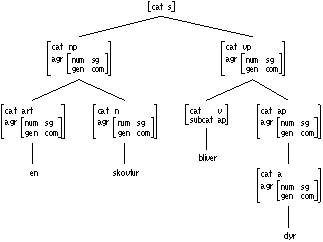 [cat s]
cat np
agr [num sg
gen com]
cat vp
agr [num sg
gen com]
cat art
agr [num sg
gen com]
cat n
agr [num sg
gen com]
cat v
subcat ap
cat ap
agr [num sg
gen com]
en
skovlur
bliver
cat a
agr [num sg
gen com]
dyr